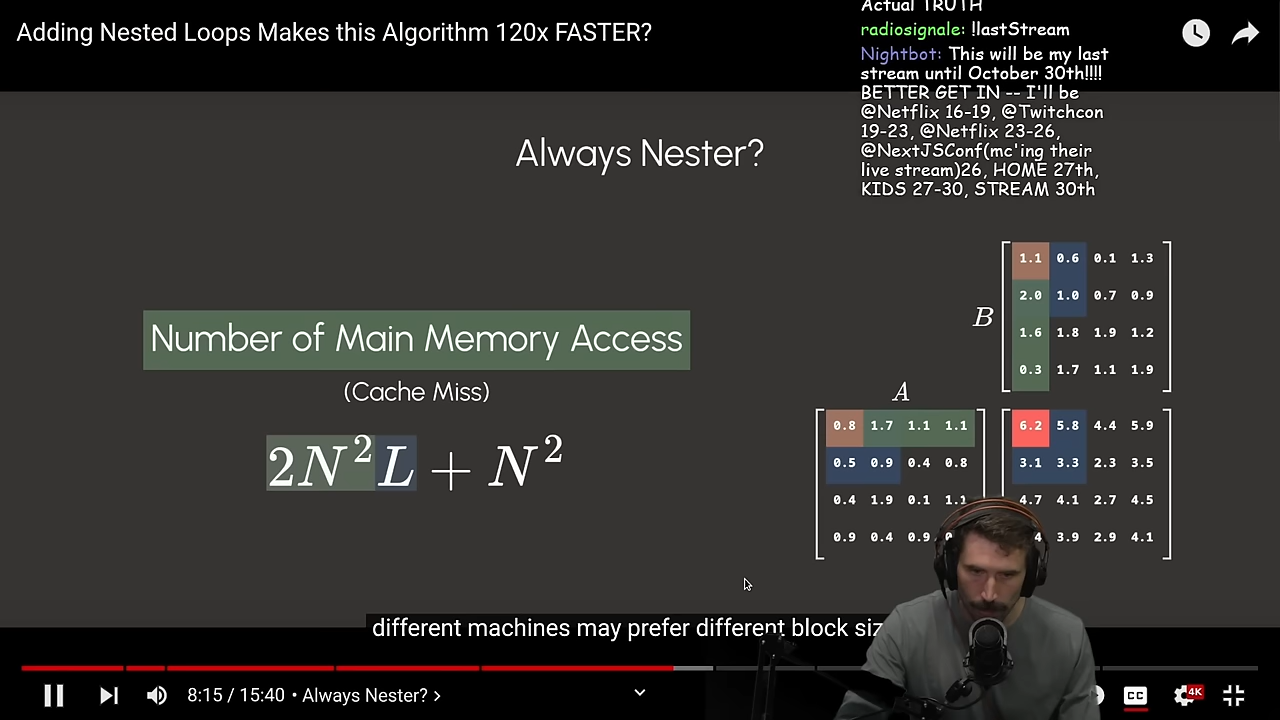 Adding Nested Loops Makes this Algorithm 120x FASTER?
Actual TRUTH
radiosignale: !lastStream
Nightbot: This will be my last
stream until October 30th!!!!
BETTER GET IN -- I'll be
@Netflix 16-19, @Twitchcon
19-23, @Netflix 23-26,
@NextJSConf(mc'ing their
live stream)26, HOME 27th,
KIDS 27-30, STREAM 30th
Always Nester?
Number of Main Memory Access
(Cache Miss)
2N²L + N²
B
1.1 0.6 0.1 1.3
2.0 1.0 0.7 0.9
1.6 1.8 1.9 1.2
0.3 1.7 1.1 1.9
A
0.8 1.7 1.1 1.1
0.5 0.9 0.4 0.8
0.4 1.9 0.1
0.9 0.4 0.9
6.2 5.8 4.4 5.9
3.1 3.3 2.3 3.5
4.7 4.1 2.7 4.5
3.9 2.9 4.1
different machines may prefer different block
8:15 / 15:40 • Always Nester? >
CC
4K